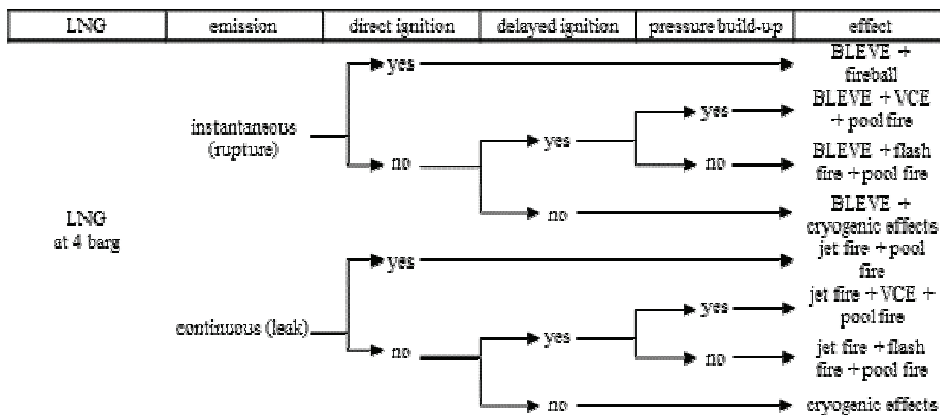 LNG emission direct ignition delayed ignition pressure build-up effect
yes BLEVE +
fireball
instantaneous
(rupture)
yes
yes BLEVE + VCE
+ pool fire
no
no BLEVE + flash
fire + pool fire
no BLEVE +
cryogenic effects
LNG
at 4 barg
yes jet fire + pool
fire
continuous (leak)
yes
yes jet fire + VCE +
pool fire
no
no jet fire + flash
fire + pool fire
no cryogenic effects